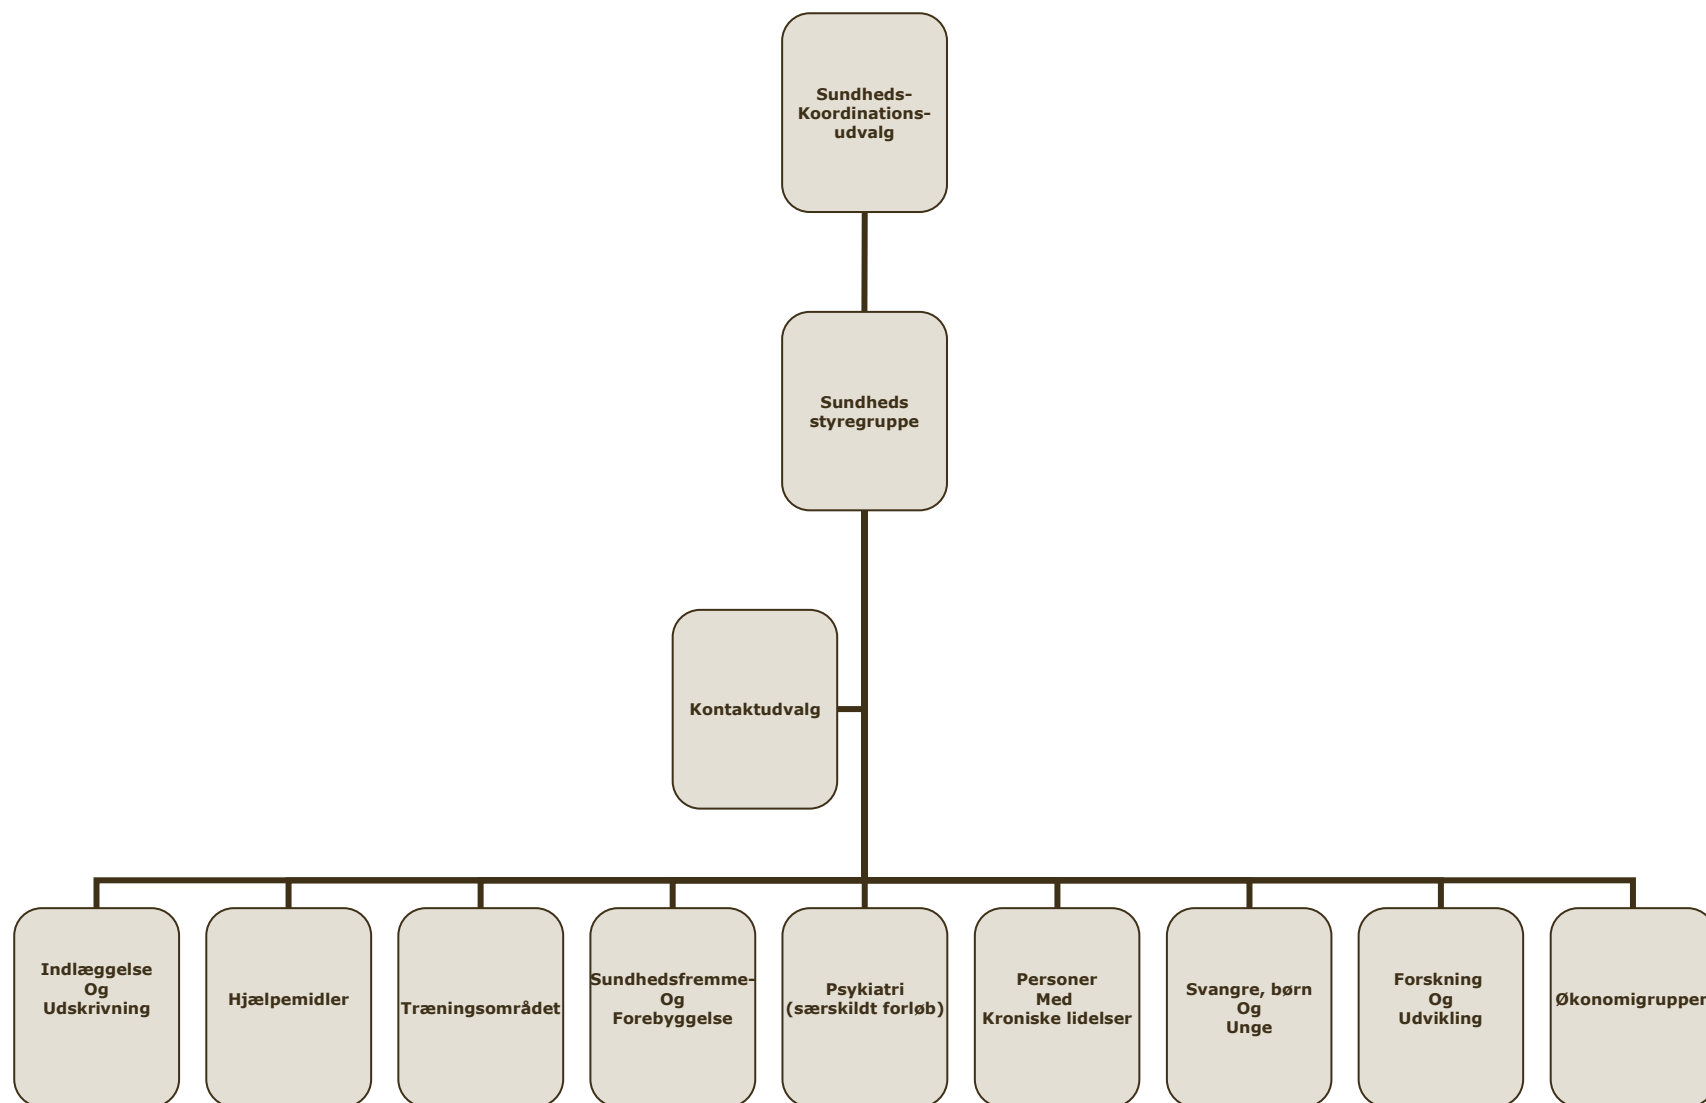 Sundheds-
Koordinations-
udvalg
Sundheds
styregruppe
Kontaktudvalg
Indlæggelse
Og
Udskrivning
Hjælpemidler
Træningsområdet
Sundhedsfremme-
Og
Forebyggelse
Psykiatri
(særskildt forløb)
Personer
Med
Kroniske lidelser
Svangre, børn
Og
Unge
Forskning
Og
Udvikling
Økonomigruppen